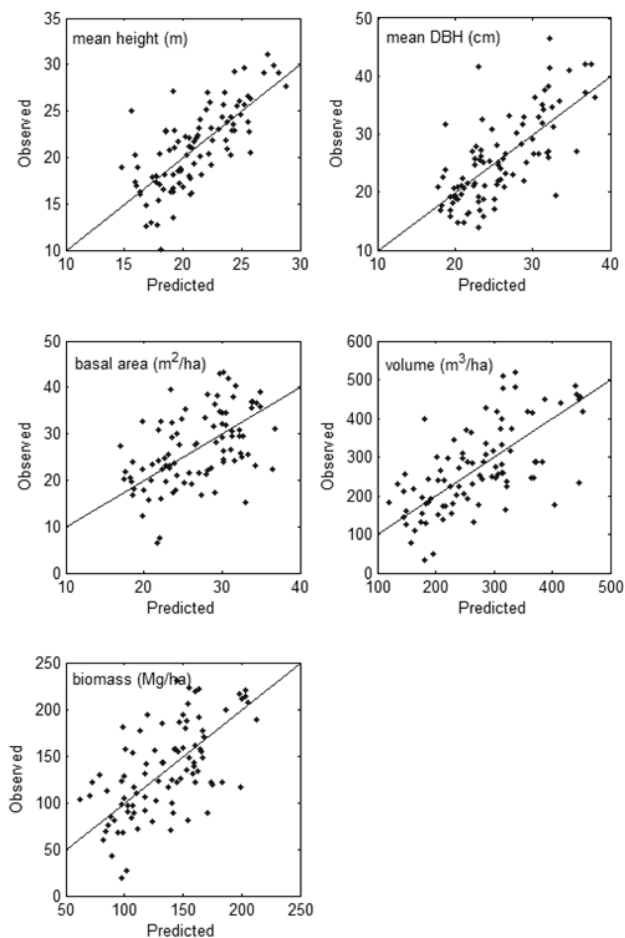 mean height (m)
35
30
25
20
15
10
Observed
10 15 20 25 30
Predicted
mean DBH (cm)
50
40
30
20
10
Observed
10 20 30 40
Predicted
basal area (m²/ha)
50
40
30
20
10
0
Observed
10 20 30 40
Predicted
volume (m³/ha)
600
500
400
300
200
100
0
Observed
100 200 300 400 500
Predicted
biomass (Mg/ha)
250
200
150
100
50
0
Observed
50 100 150 200 250
Predicted